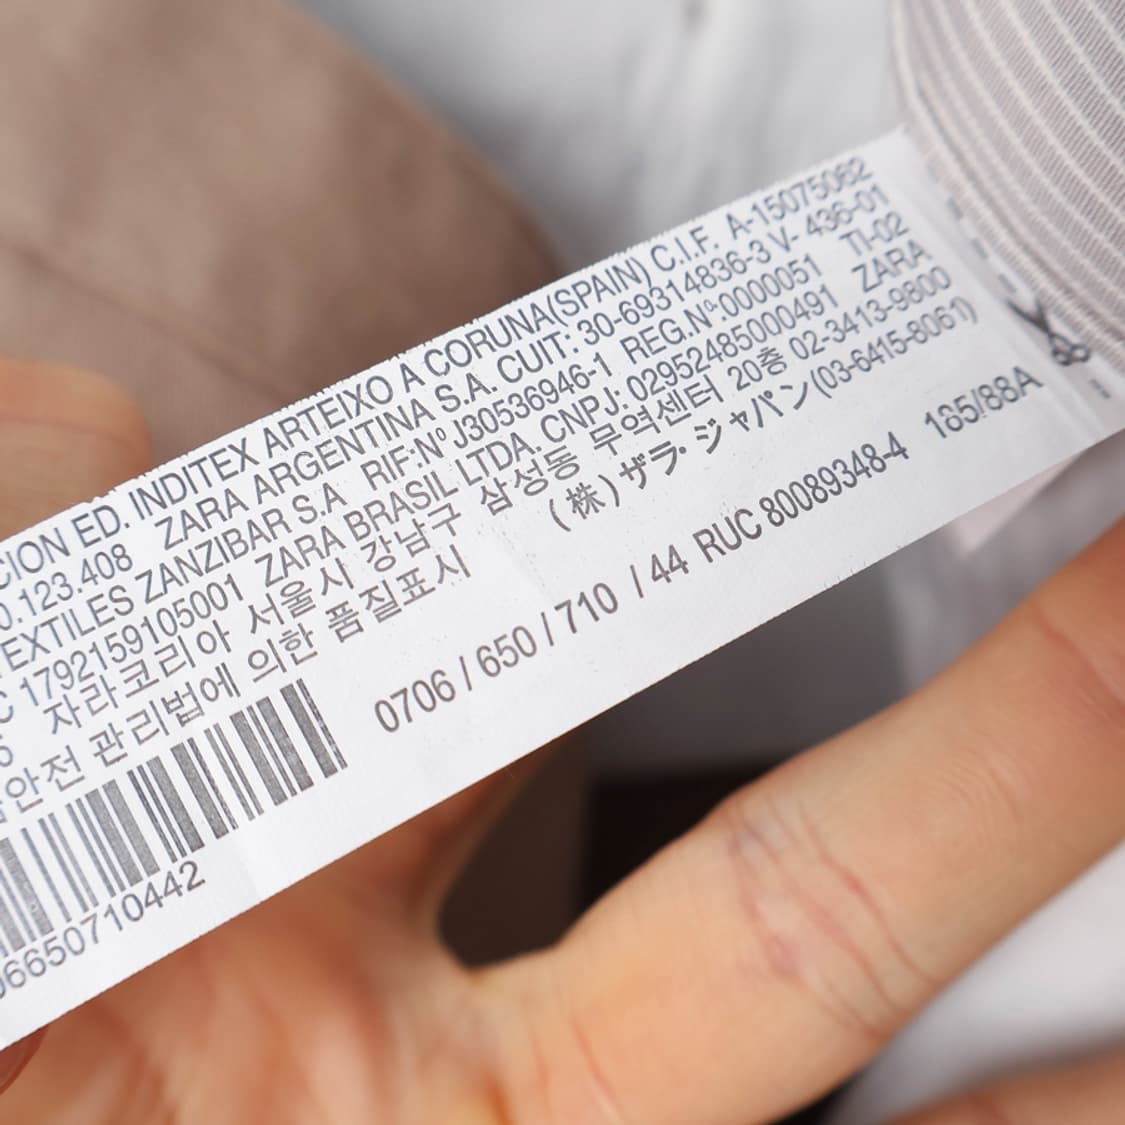 CION ED. INDITEX ARTEIXO A CORUNA(SPAIN) C.I.F. A-15075062
0.123.408 ZARA ARGENTINA S.A. CUIT: 30-69314836-3 V- 436-01
TEXTILES ZANZIBAR S.A RIF:Nº J30536946-1 REG.Nº:0000051 TI-02
C 1792159105001 ZARA BRASIL LTDA. CNPJ: 02952485000491 ZARA
자라코리아 서울시 강남구 삼성동 무역센터 20층 02-3413-9800
안전 관리법에 의한 품질표시 (株)ザラ・ジャパン(03-6415-8061)
0706 / 650 / 710 / 44 RUC 80089348-4 185/88A
06650710442